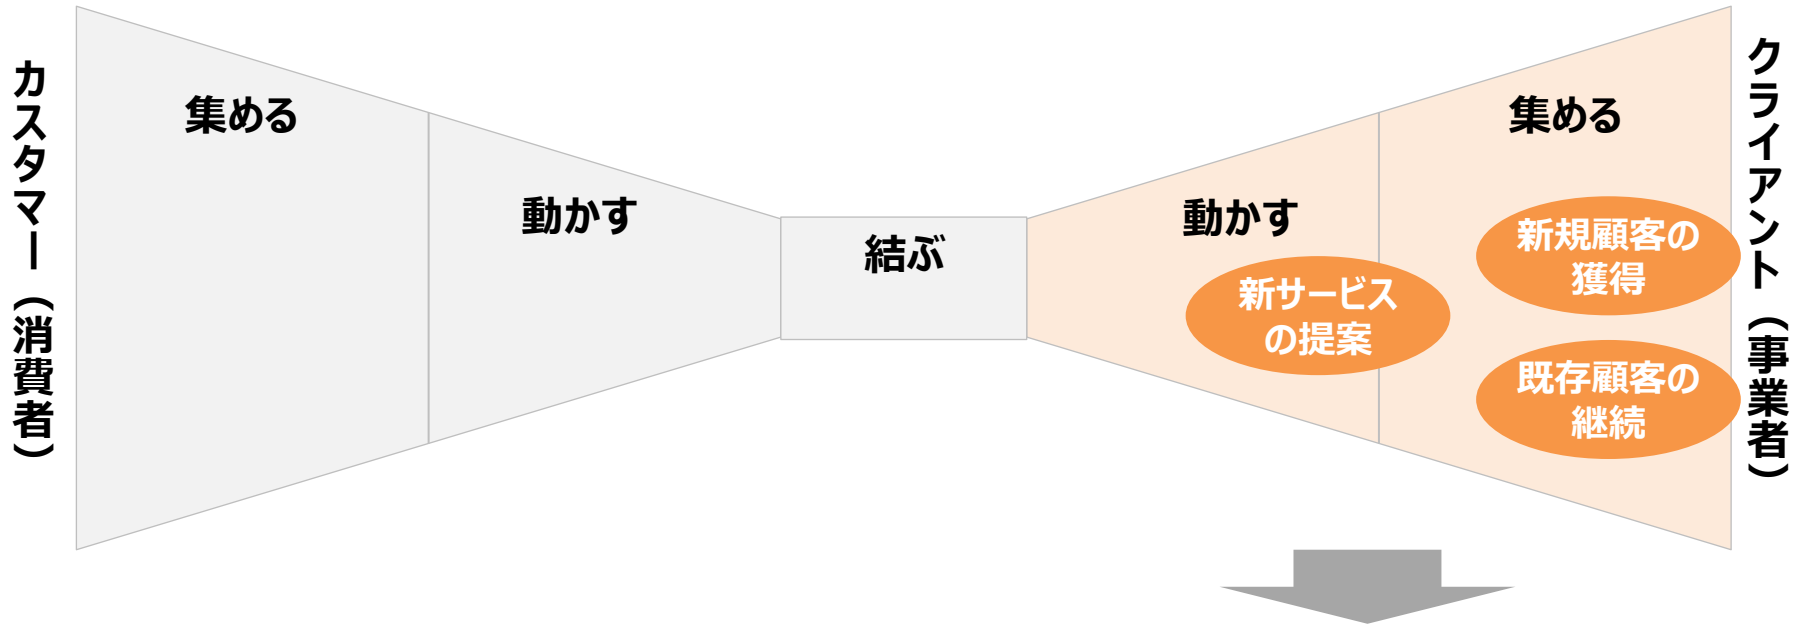 カスタマー（消費者）
集める
動かす
結ぶ
動かす
新サービス
の提案
集める
新規顧客の
獲得
既存顧客の
継続
クライアント（事業者）